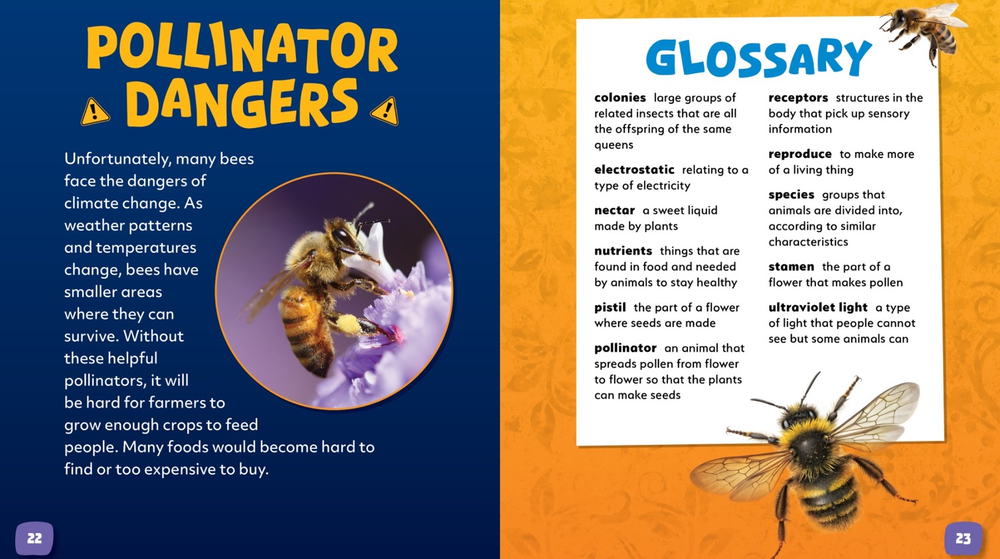 POLLINATOR
DANGERS
Unfortunately, many bees
face the dangers of
climate change. As
weather patterns
and temperatures
change, bees have
smaller areas
where they can
survive. Without
these helpful
pollinators, it will
be hard for farmers to
grow enough crops to feed
people. Many foods would become hard to
find or too expensive to buy.
22
GLOSSARY
colonies large groups of
related insects that are all
the offspring of the same
queens
electrostatic relating to a
type of electricity
nectar a sweet liquid
made by plants
nutrients things that are
found in food and needed
by animals to stay healthy
pistil the part of a flower
where seeds are made
pollinator an animal that
spreads pollen from flower
to flower so that the plants
can make seeds
receptors structures in the
body that pick up sensory
information
reproduce to make more
of a living thing
species groups that
animals are divided into,
according to similar
characteristics
stamen the part of a
flower that makes pollen
ultraviolet light a type
of light that people cannot
see but some animals can
23